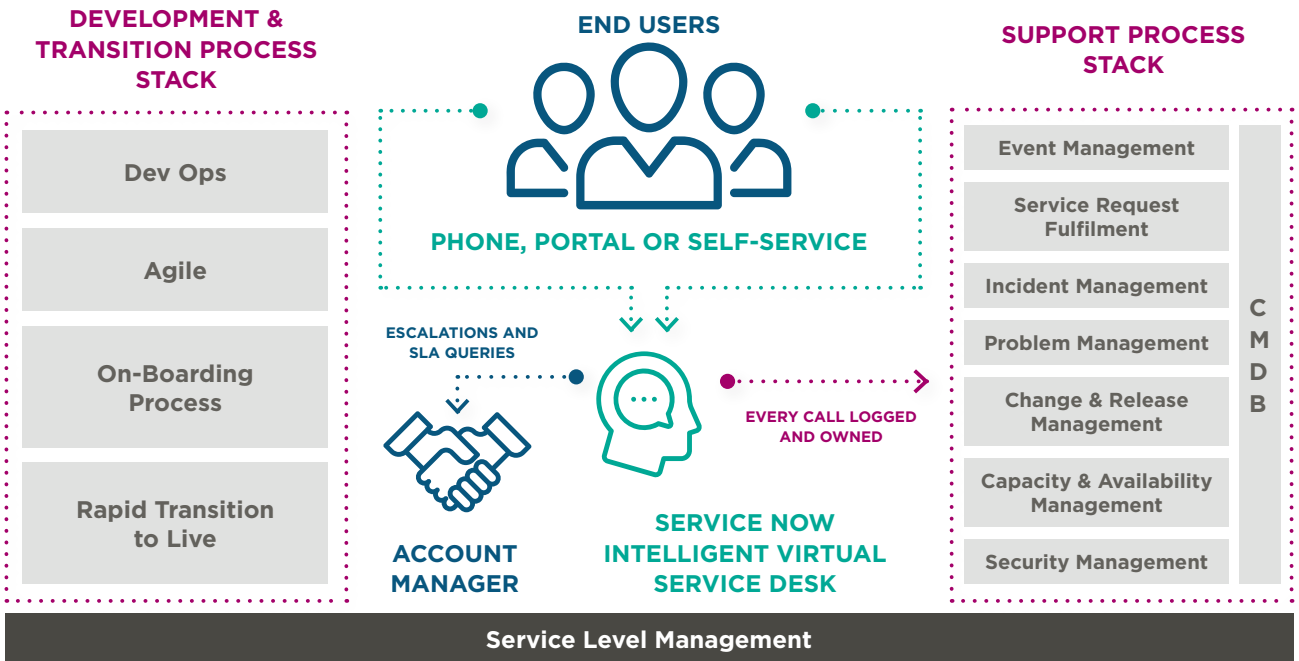 DEVELOPMENT &
TRANSITION PROCESS
STACK
Dev Ops
Agile
On-Boarding
Process
Rapid Transition
to Live
END USERS
PHONE, PORTAL OR SELF-SERVICE
ESCALATIONS AND
SLA QUERIES
ACCOUNT
MANAGER
EVERY CALL LOGGED
AND OWNED
SERVICE NOW
INTELLIGENT VIRTUAL
SERVICE DESK
SUPPORT PROCESS
STACK
Event Management
Service Request
Fulfilment
Incident Management
Problem Management
Change & Release
Management
Capacity & Availability
Management
Security Management
C
M
D
B
Service Level Management